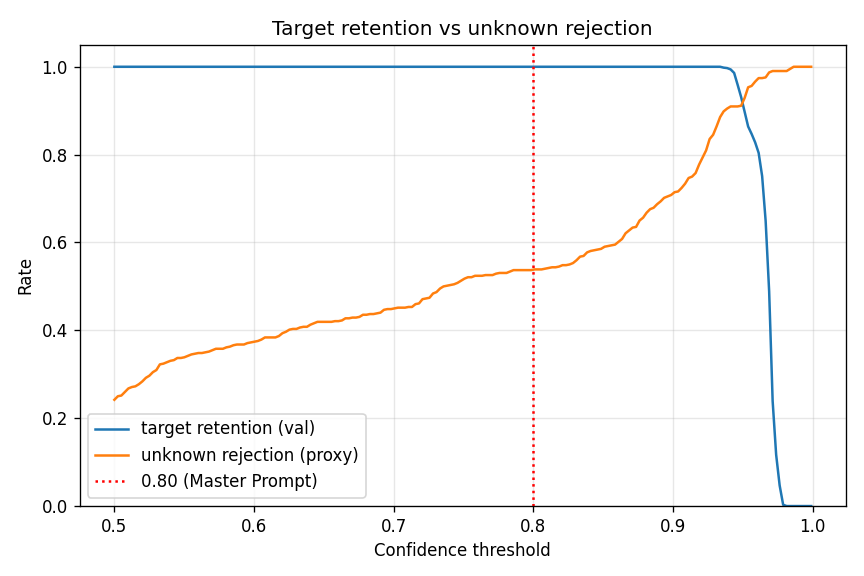 Target retention vs unknown rejection
Rate
1.0
0.8
0.6
0.4
0.2
0.0
target retention (val)
unknown rejection (proxy)
0.80 (Master Prompt)
0.5 0.6 0.7 0.8 0.9 1.0
Confidence threshold